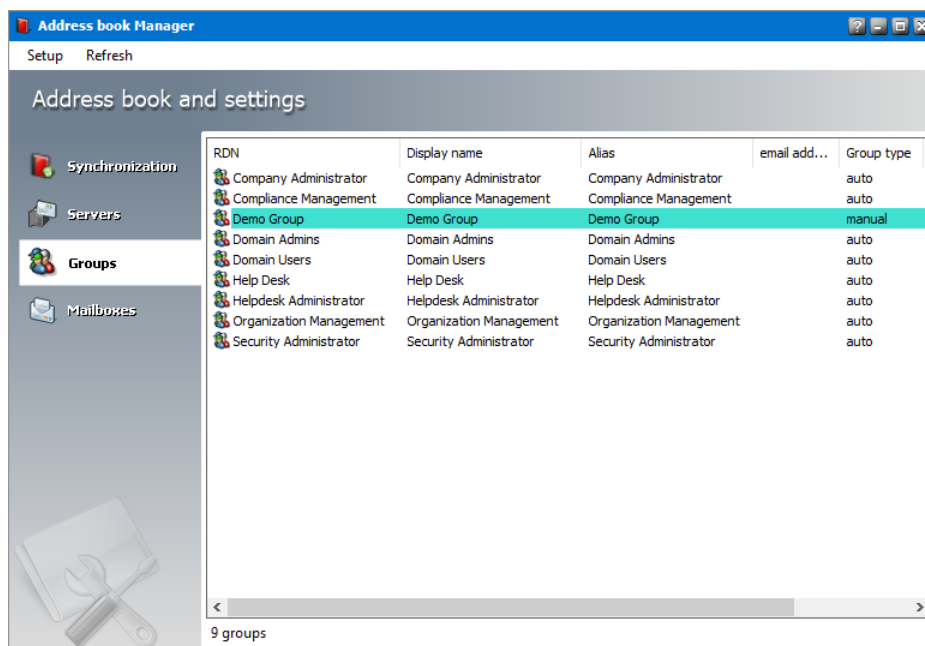 Address book Manager
Setup Refresh
Address book and settings
Synchronization
Servers
Groups
Mailboxes
RDN Display name Alias email add... Group type
Company Administrator Company Administrator Company Administrator auto
Compliance Management Compliance Management Compliance Management auto
Demo Group Demo Group Demo Group manual
Domain Admins Domain Admins Domain Admins auto
Domain Users Domain Users Domain Users auto
Help Desk Help Desk Help Desk auto
Helpdesk Administrator Helpdesk Administrator Helpdesk Administrator auto
Organization Management Organization Management Organization Management auto
Security Administrator Security Administrator Security Administrator auto
9 groups